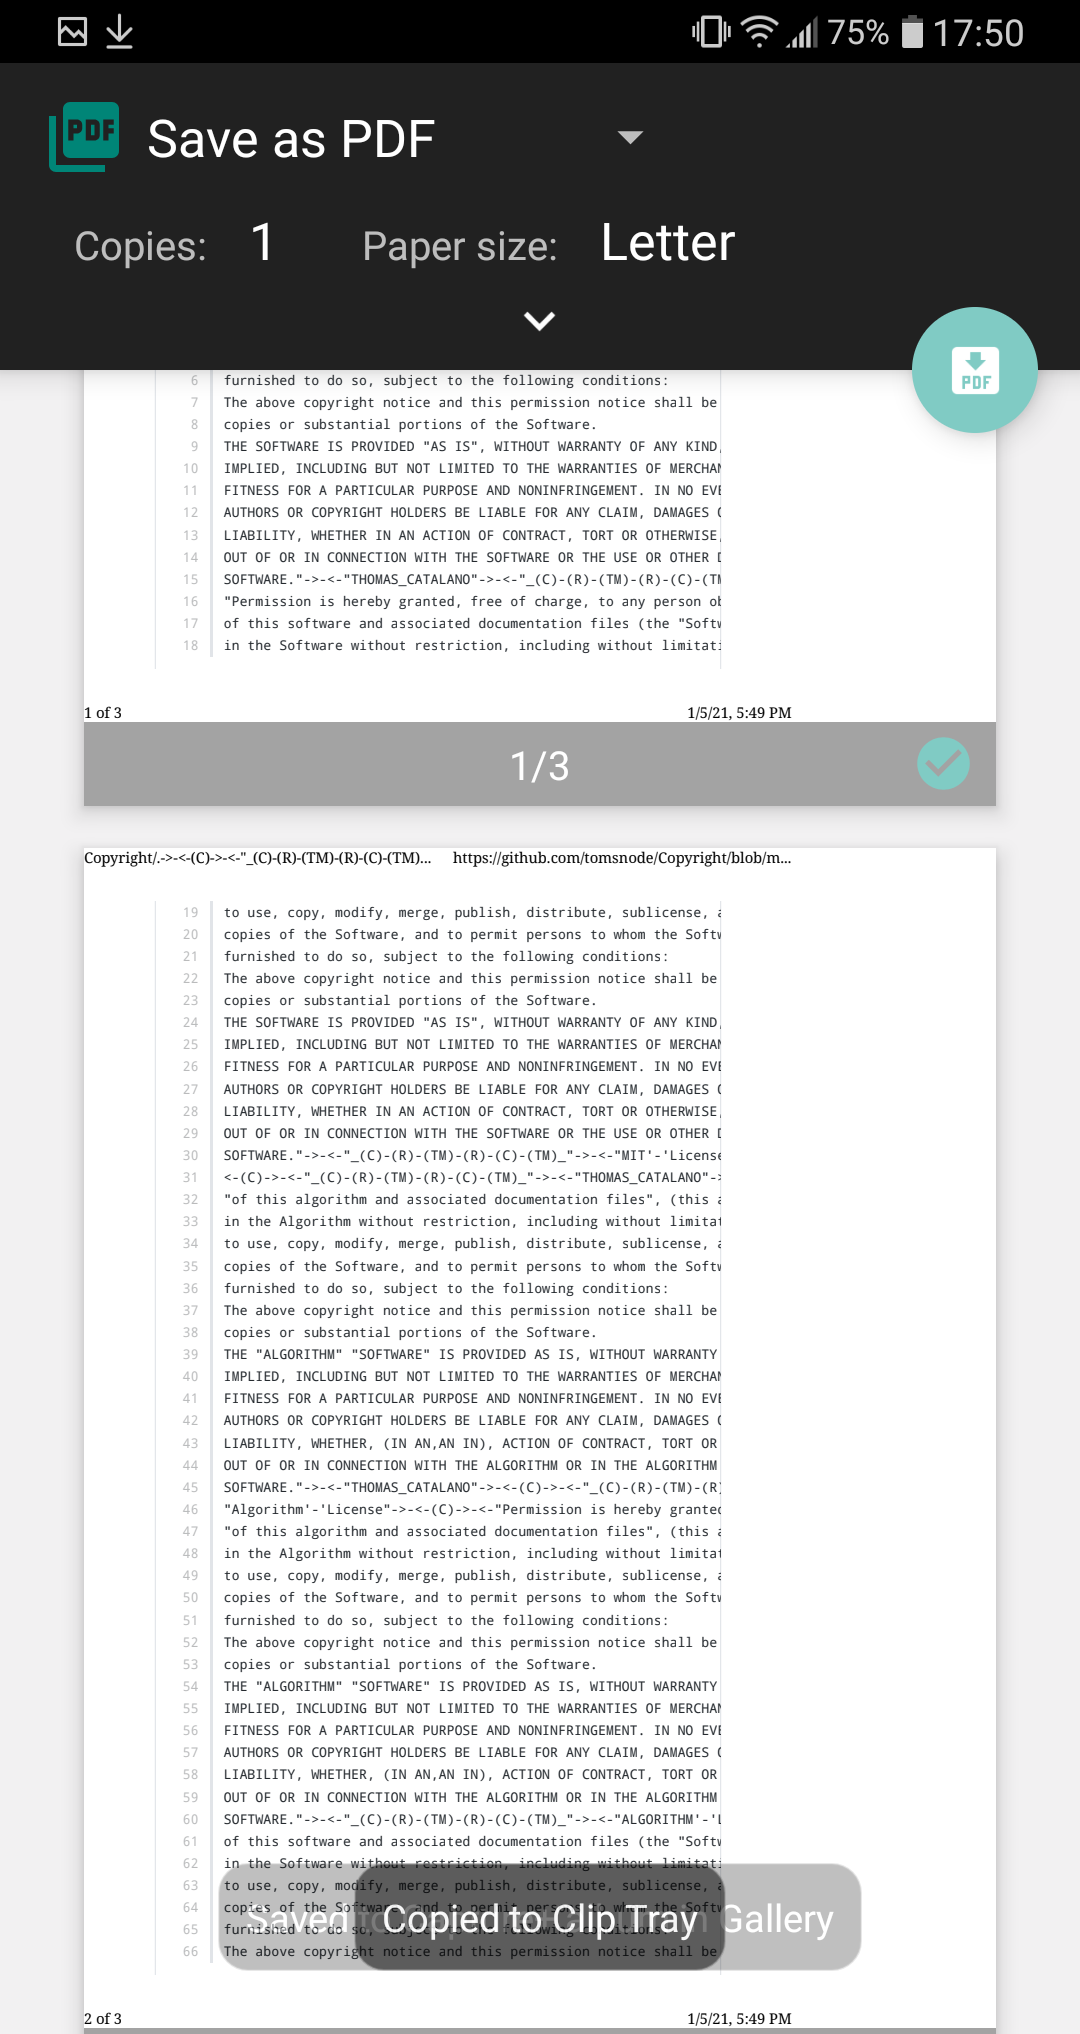 75% 17:50
PDF Save as PDF
Copies: 1 Paper size: Letter
PDF
6 furnished to do so, subject to the following conditions:
7 The above copyright notice and this permission notice shall be
8 copies or substantial portions of the Software.
9 THE SOFTWARE IS PROVIDED "AS IS", WITHOUT WARRANTY OF ANY KIND,
10 IMPLIED, INCLUDING BUT NOT LIMITED TO THE WARRANTIES OF MERCHAN
11 FITNESS FOR A PARTICULAR PURPOSE AND NONINFRINGEMENT. IN NO EVE
12 AUTHORS OR COPYRIGHT HOLDERS BE LIABLE FOR ANY CLAIM, DAMAGES
13 LIABILITY, WHETHER IN AN ACTION OF CONTRACT, TORT OR OTHERWISE,
14 OUT OF OR IN CONNECTION WITH THE SOFTWARE OR THE USE OR OTHER D
15 SOFTWARE."->-<-"THOMAS_CATALANO"->-<-"_(C)-(R)-(TM)-(R)-(C)-(TM
16 "Permission is hereby granted, free of charge, to any person ob
17 of this software and associated documentation files (the "Softw
18 in the Software without restriction, including without limitati
1 of 3 1/5/21, 5:49 PM
1/3
Copyright/.->-<-(C)->-<-"_(C)-(R)-(TM)-(R)-(C)-(TM)... https://github.com/tomsnode/Copyright/blob/m...
19 to use, copy, modify, merge, publish, distribute, sublicense, a
20 copies of the Software, and to permit persons to whom the Softw
21 furnished to do so, subject to the following conditions:
22 The above copyright notice and this permission notice shall be
23 copies or substantial portions of the Software.
24 THE SOFTWARE IS PROVIDED "AS IS", WITHOUT WARRANTY OF ANY KIND,
25 IMPLIED, INCLUDING BUT NOT LIMITED TO THE WARRANTIES OF MERCHAN
26 FITNESS FOR A PARTICULAR PURPOSE AND NONINFRINGEMENT. IN NO EVE
27 AUTHORS OR COPYRIGHT HOLDERS BE LIABLE FOR ANY CLAIM, DAMAGES
28 LIABILITY, WHETHER IN AN ACTION OF CONTRACT, TORT OR OTHERWISE,
29 OUT OF OR IN CONNECTION WITH THE SOFTWARE OR THE USE OR OTHER D
30 SOFTWARE."->-<-"_(C)-(R)-(TM)-(R)-(C)-(TM)_"->-<-"MIT'-'License
31 <-(C)->-<-"_(C)-(R)-(TM)-(R)-(C)-(TM)_"->-<-"THOMAS_CATALANO"->
32 "of this algorithm and associated documentation files", (this a
33 in the Algorithm without restriction, including without limitat
34 to use, copy, modify, merge, publish, distribute, sublicense, a
35 copies of the Software, and to permit persons to whom the Softw
36 furnished to do so, subject to the following conditions:
37 The above copyright notice and this permission notice shall be
38 copies or substantial portions of the Software.
39 THE "ALGORITHM" "SOFTWARE" IS PROVIDED AS IS, WITHOUT WARRANTY
40 IMPLIED, INCLUDING BUT NOT LIMITED TO THE WARRANTIES OF MERCHAN
41 FITNESS FOR A PARTICULAR PURPOSE AND NONINFRINGEMENT. IN NO EVE
42 AUTHORS OR COPYRIGHT HOLDERS BE LIABLE FOR ANY CLAIM, DAMAGES
43 LIABILITY, WHETHER, (IN AN,AN IN), ACTION OF CONTRACT, TORT OR
44 OUT OF OR IN CONNECTION WITH THE ALGORITHM OR IN THE ALGORITHM
45 SOFTWARE."->-<-"THOMAS_CATALANO"->-<-(C)->-<-"_(C)-(R)-(TM)-(R)
46 "Algorithm'-'License"->-<-(C)->-<-"Permission is hereby granted
47 "of this algorithm and associated documentation files", (this a
48 in the Algorithm without restriction, including without limitat
49 to use, copy, modify, merge, publish, distribute, sublicense, a
50 copies of the Software, and to permit persons to whom the Softw
51 furnished to do so, subject to the following conditions:
52 The above copyright notice and this permission notice shall be
53 copies or substantial portions of the Software.
54 THE "ALGORITHM" "SOFTWARE" IS PROVIDED AS IS, WITHOUT WARRANTY
55 IMPLIED, INCLUDING BUT NOT LIMITED TO THE WARRANTIES OF MERCHAN
56 FITNESS FOR A PARTICULAR PURPOSE AND NONINFRINGEMENT. IN NO EVE
57 AUTHORS OR COPYRIGHT HOLDERS BE LIABLE FOR ANY CLAIM, DAMAGES
58 LIABILITY, WHETHER, (IN AN,AN IN), ACTION OF CONTRACT, TORT OR
59 OUT OF OR IN CONNECTION WITH THE ALGORITHM OR IN THE ALGORITHM
60 SOFTWARE."->-<-"_(C)-(R)-(TM)-(R)-(C)-(TM)_"->-<-"ALGORITHM'-'L
61 of this software and associated documentation files (the "Softw
62 in the Software without restriction, including without limitati
63 to use, copy, modify, merge, publish, distribute, sublicense, a
64 copies of the Software, and to permit persons to whom the Softw
Saved Copied to Clip Tray Gallery
65 furnished to do so, subject to the following conditions:
66 The above copyright notice and this permission notice shall be
2 of 3 1/5/21, 5:49 PM